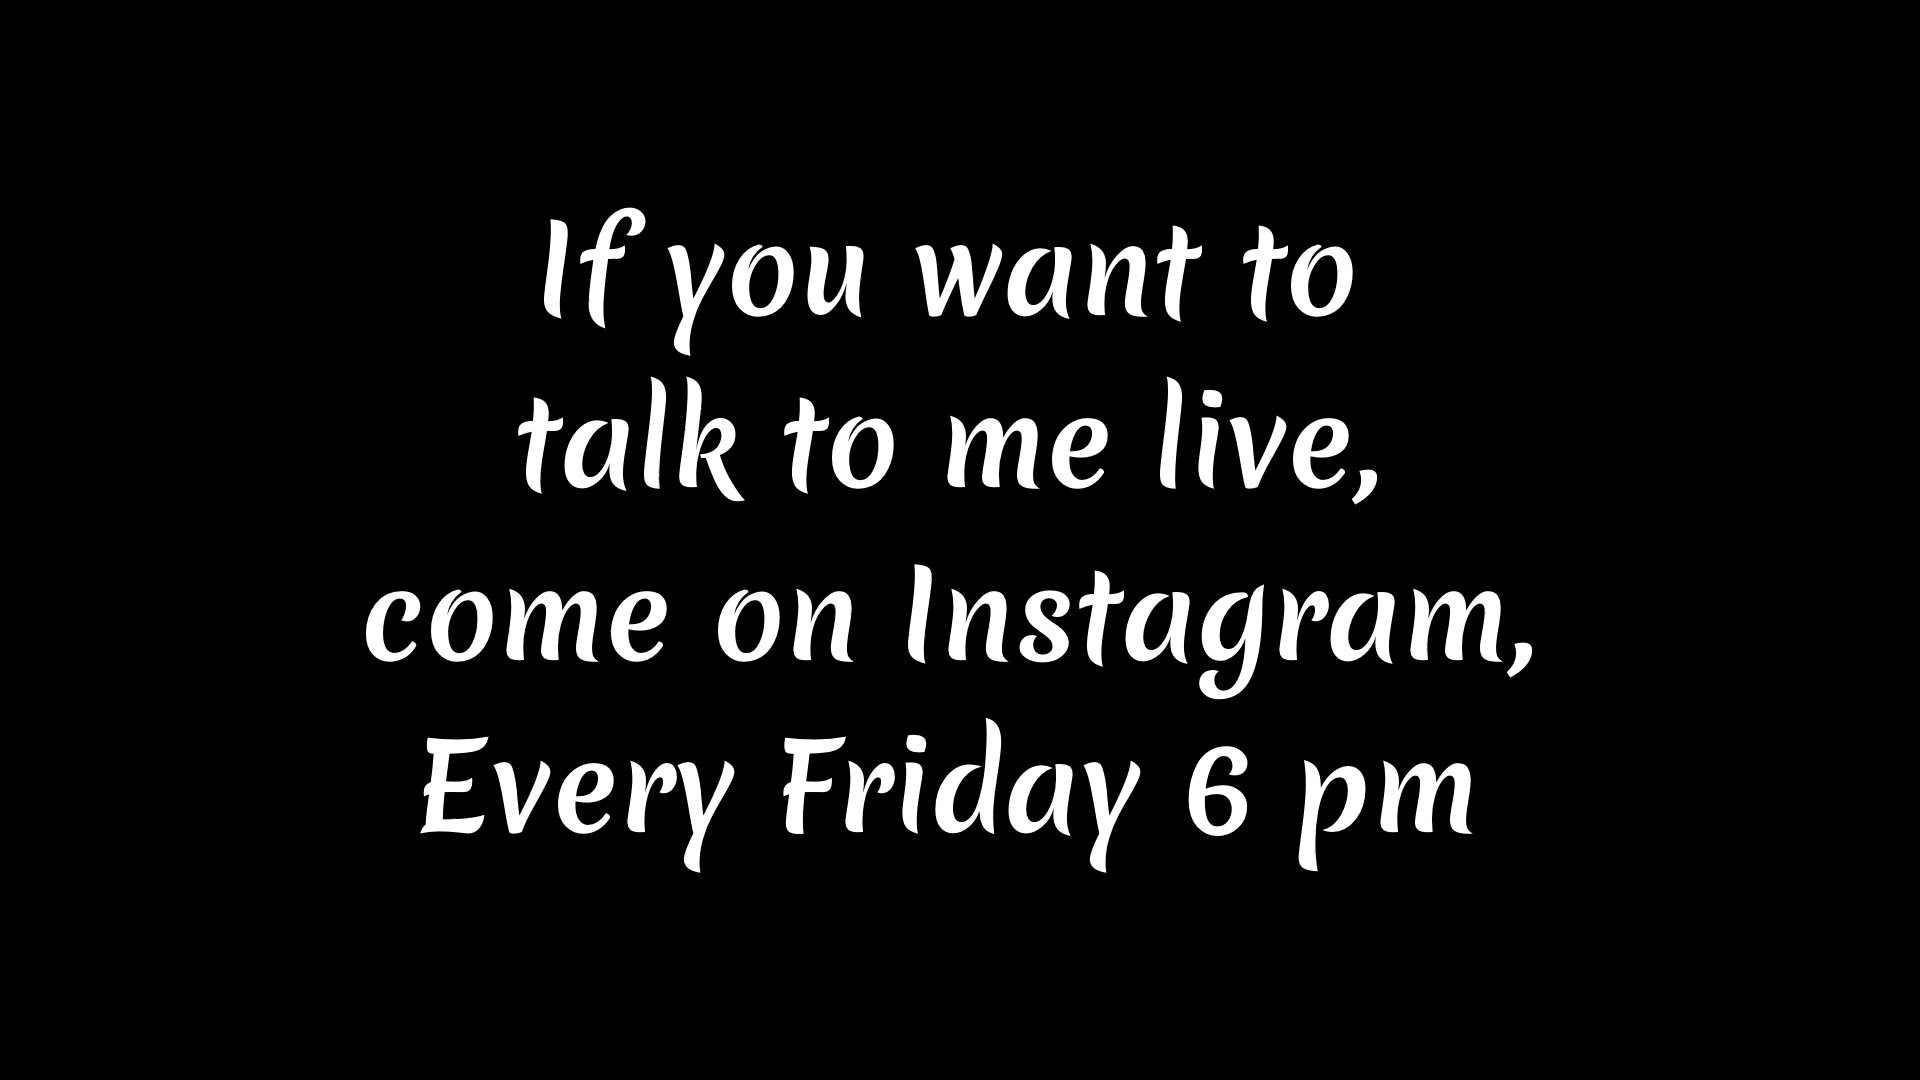 If you want to
talk to me live,
come on Instagram,
Every Friday 6 pm